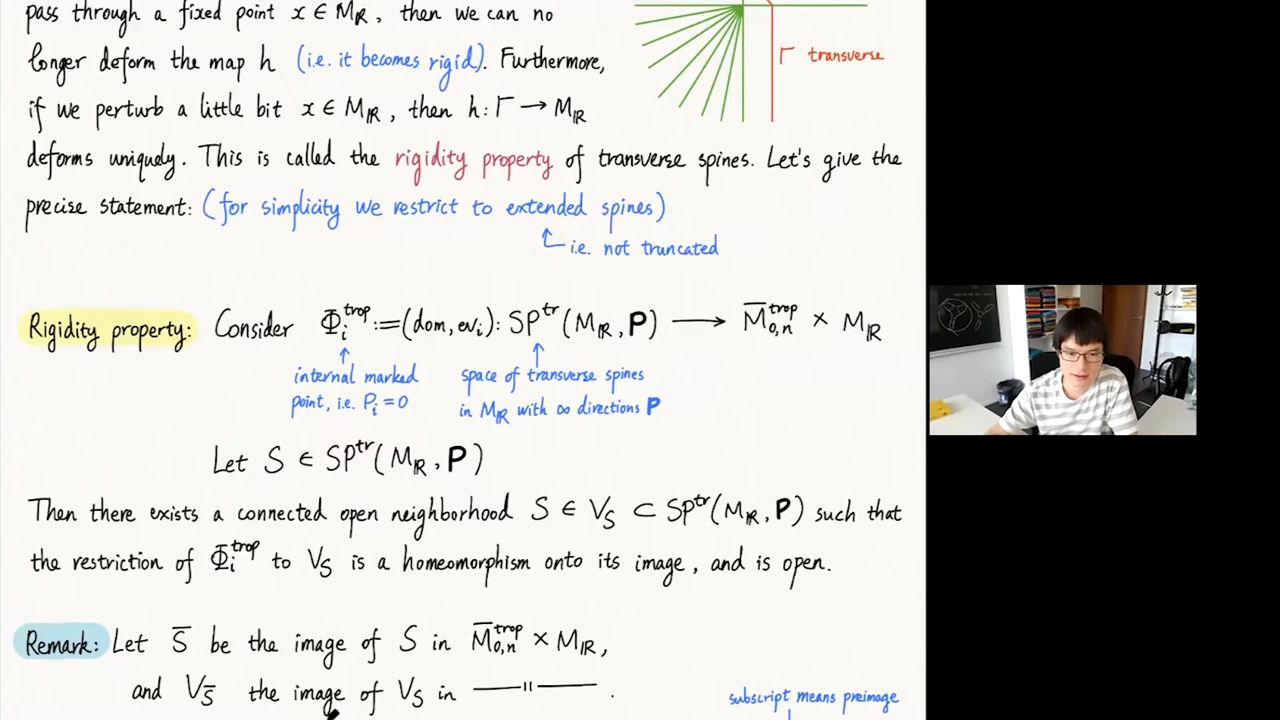 pass through a fixed point x ∈ M_ℝ, then we can no
longer deform the map h (i.e. it becomes rigid). Furthermore,
Γ transverse
if we perturb a little bit x ∈ M_ℝ, then h: Γ → M_ℝ
deforms uniquely. This is called the rigidity property of transverse spines. Let's give the
precise statement: (for simplicity we restrict to extended spines)
i.e. not truncated
Rigidity property: Consider Φ_i^trop := (dom, ev_i): SP^tr(M_ℝ, P) → M̅_{0,n}^trop × M_ℝ
internal marked
point, i.e. P_i = 0
space of transverse spines
in M_ℝ with ∞ directions P
Let S ∈ SP^tr(M_ℝ, P)
Then there exists a connected open neighborhood S ∈ V_S ⊂ SP^tr(M_ℝ, P) such that
the restriction of Φ_i^trop to V_S is a homeomorphism onto its image, and is open.
Remark: Let S̅ be the image of S in M̅_{0,n}^trop × M_ℝ,
and V_S̅ the image of V_S in —— " ——.
subscript means preimage